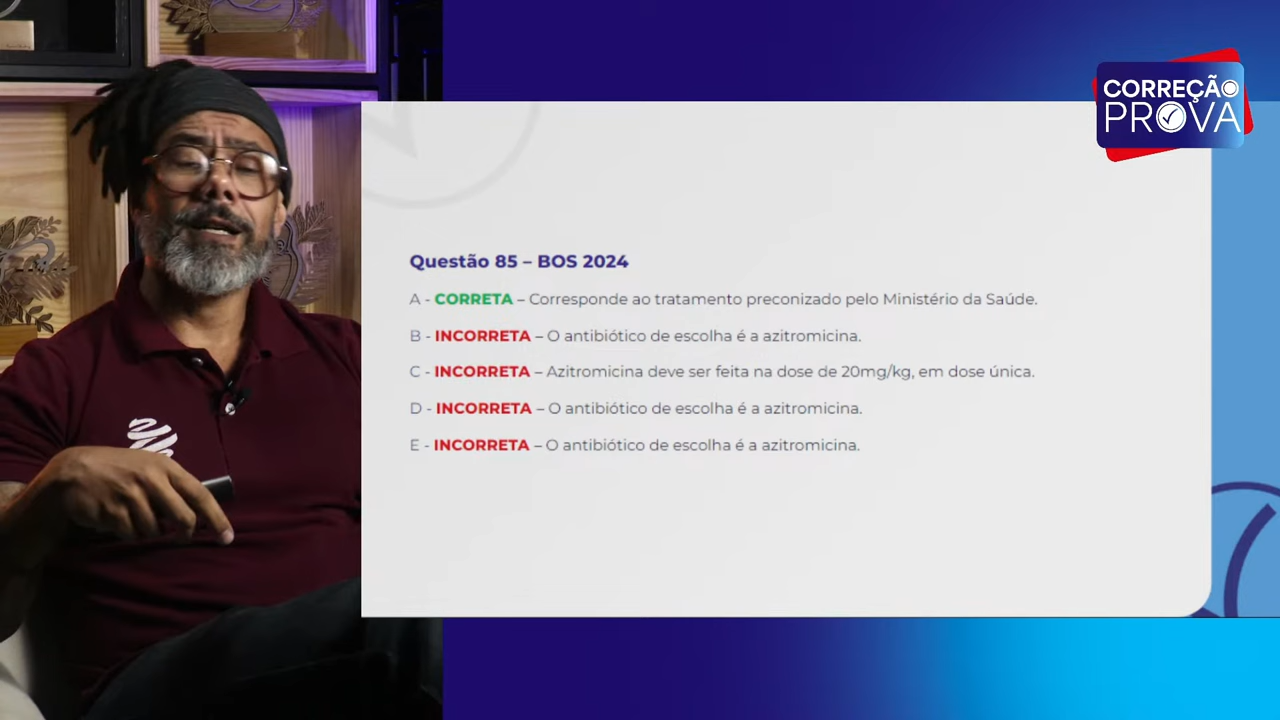 CORREÇÃO
PROVA
Questão 85 – BOS 2024
A - CORRETA – Corresponde ao tratamento preconizado pelo Ministério da Saúde.
B - INCORRETA – O antibiótico de escolha é a azitromicina.
C - INCORRETA – Azitromicina deve ser feita na dose de 20mg/kg, em dose única.
D - INCORRETA – O antibiótico de escolha é a azitromicina.
E - INCORRETA – O antibiótico de escolha é a azitromicina.